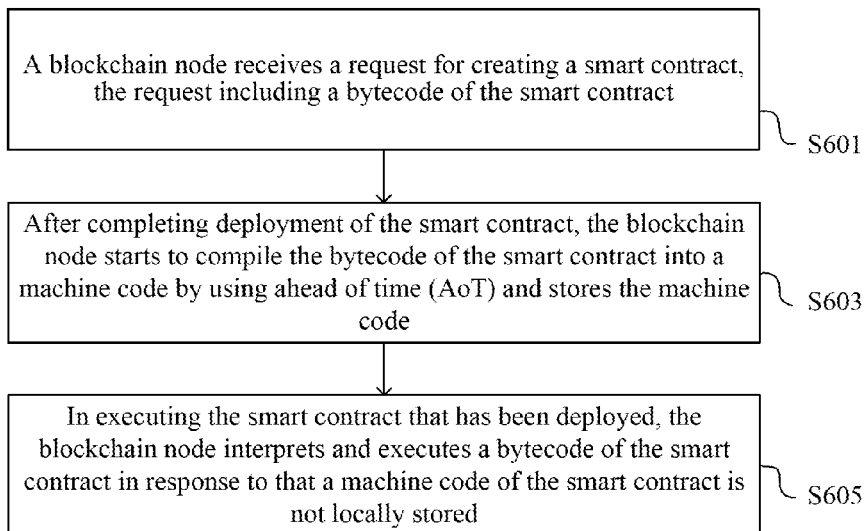 A blockchain node receives a request for creating a smart contract,
the request including a bytecode of the smart contract
S601
After completing deployment of the smart contract, the blockchain
node starts to compile the bytecode of the smart contract into a
machine code by using ahead of time (AoT) and stores the machine
code
S603
In executing the smart contract that has been deployed, the
blockchain node interprets and executes a bytecode of the smart
contract in response to that a machine code of the smart contract is
not locally stored
S605